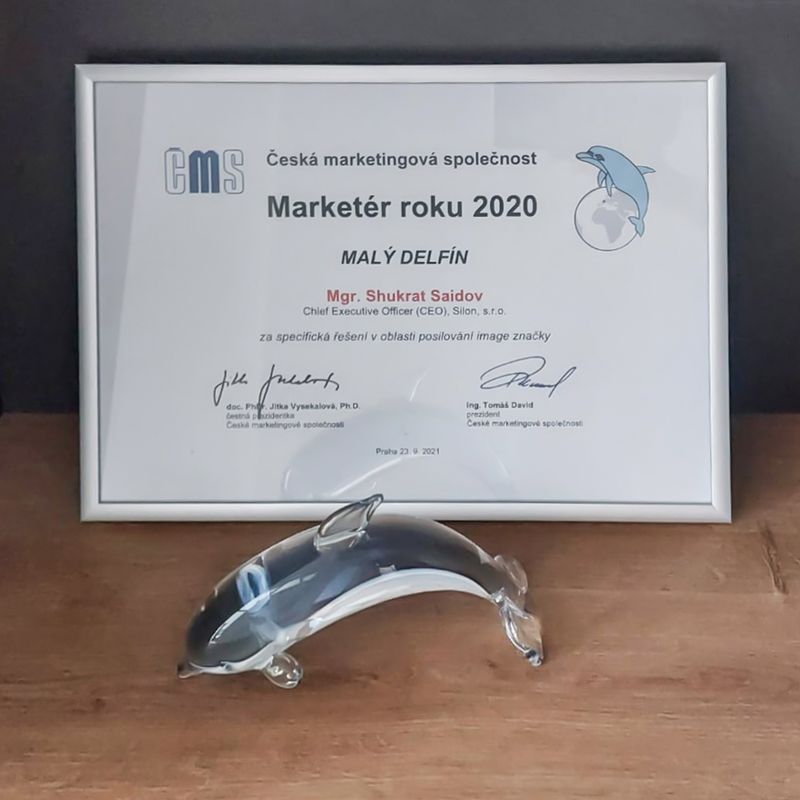 ČMS
Česká marketingová společnost
Marketér roku 2020
MALÝ DELFÍN
Mgr. Shukrat Saidov
Chief Executive Officer (CEO), Silon, s.r.o.
za specifická řešení v oblasti posilování image značky
doc. PhDr. Jitka Vysekalová, Ph.D.
čestná prezidentka
České marketingové společnosti
Ing. Tomáš David
prezident
České marketingové společnosti
Praha 23. 9. 2021